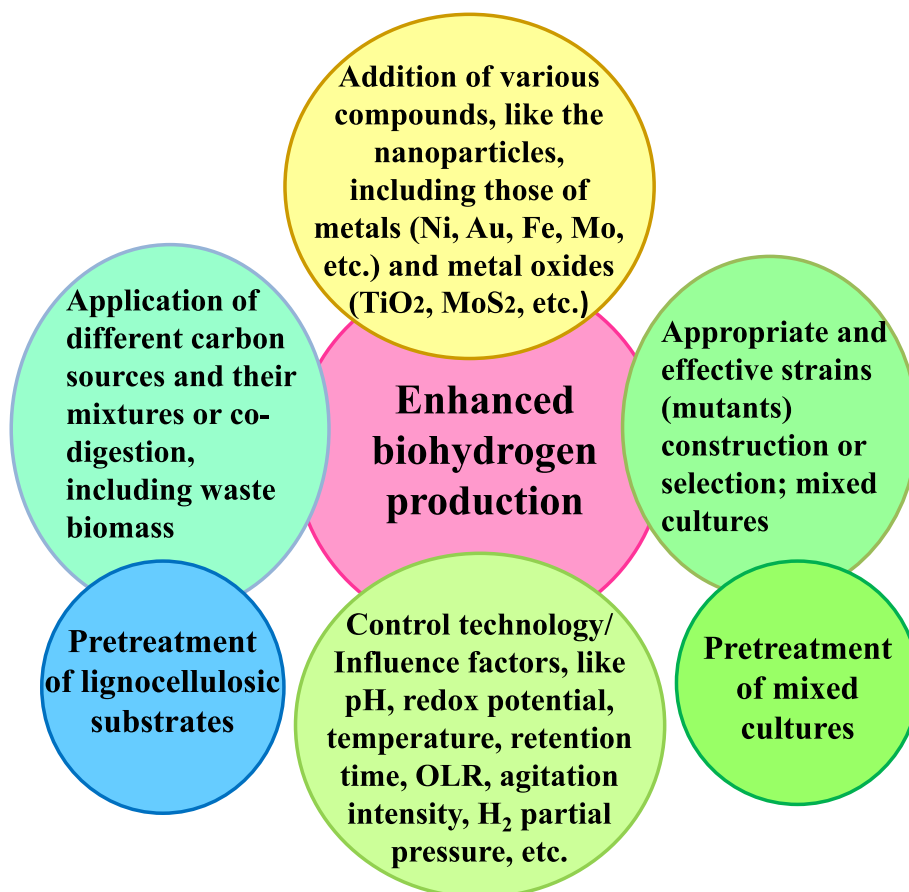 Addition of various
compounds, like the
nanoparticles,
including those of
metals (Ni, Au, Fe, Mo,
etc.) and metal oxides
(TiO2, MoS2, etc.)
Application of
different carbon
sources and their
mixtures or co-
digestion,
including waste
biomass
Enhanced
biohydrogen
production
Appropriate and
effective strains
(mutants)
construction or
selection; mixed
cultures
Pretreatment
of lignocellulosic
substrates
Control technology/
Influence factors, like
pH, redox potential,
temperature, retention
time, OLR, agitation
intensity, H₂ partial
pressure, etc.
Pretreatment
of mixed
cultures